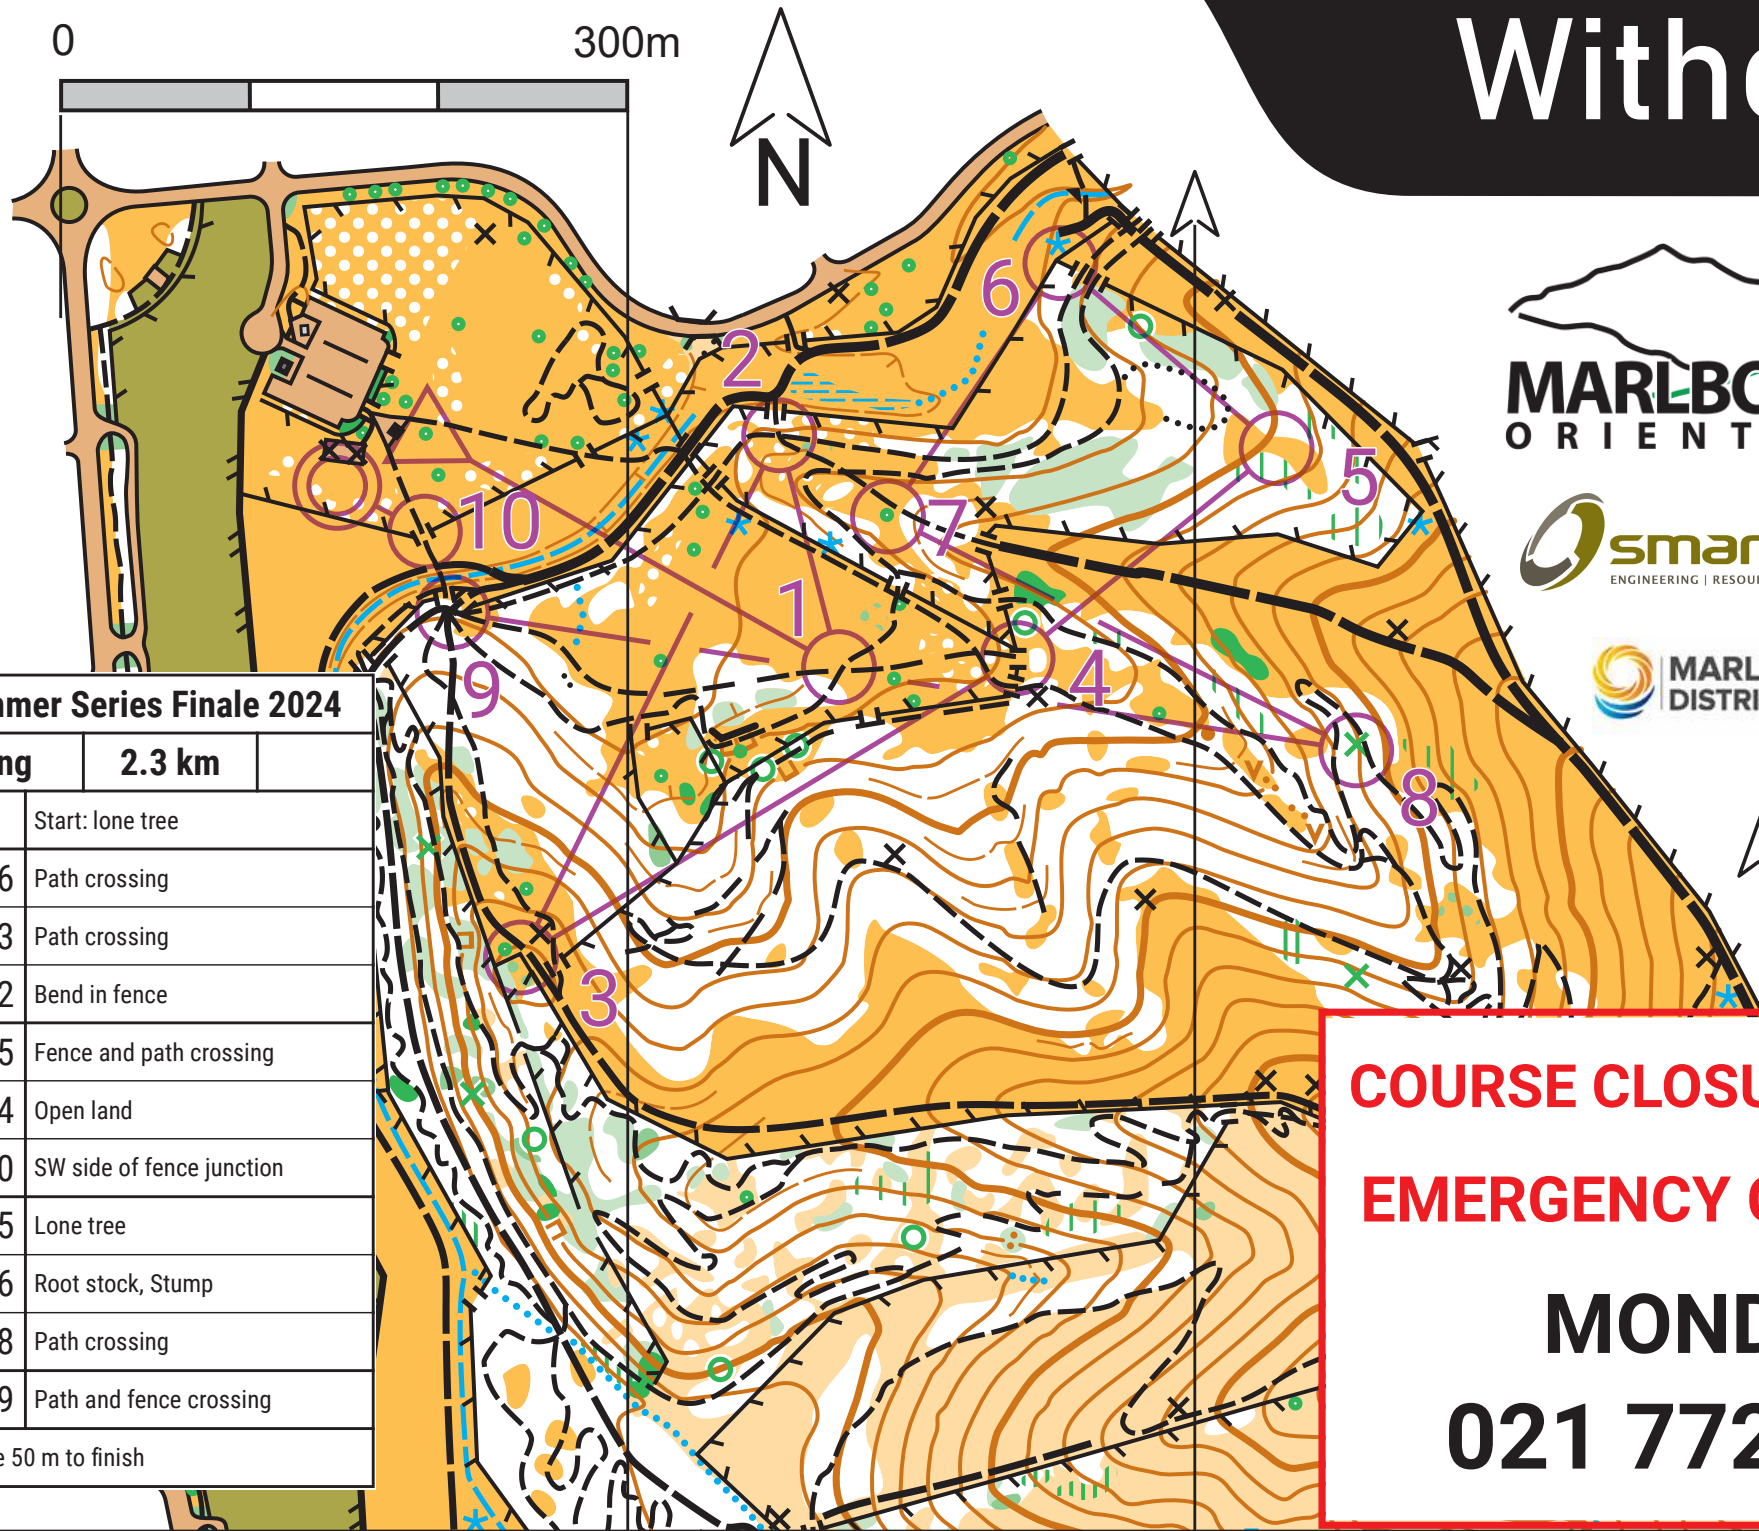 0
300m
N
2
6
5
7
10
1
4
9
8
3
mmer Series Finale 2024
ng 2.3 km
Start: lone tree
6 Path crossing
3 Path crossing
2 Bend in fence
5 Fence and path crossing
4 Open land
0 SW side of fence junction
5 Lone tree
6 Root stock, Stump
8 Path crossing
9 Path and fence crossing
e 50 m to finish
With
MARLBO
ORIENT
smar
ENGINEERING | RESOU
MARL
DISTRI
COURSE CLOSU
EMERGENCY
MOND
021 772